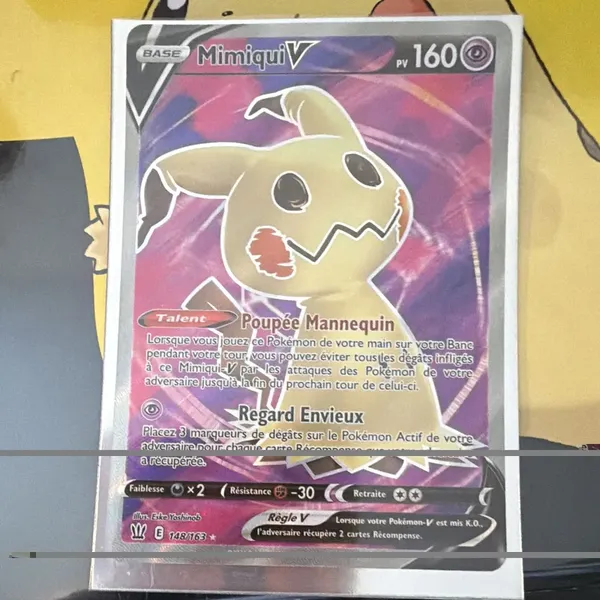 BASE Mimiqui V PV 160
Talent Poupée Mannequin
Lorsque vous jouez ce Pokémon de votre main sur votre Banc
pendant votre tour, vous pouvez éviter tous les dégâts infligés
à ce Mimiqui-V par les attaques des Pokémon de votre
adversaire jusqu'à la fin du prochain tour de celui-ci.
Regard Envieux
Placez 3 marqueurs de dégâts sur le Pokémon Actif de votre
adversaire pour chaque carte Récompense que votre
a récupérée.
Faiblesse ×2 Résistance -30 Retraite
Illus. Eske Yoshinob
Règle V Lorsque votre Pokémon-V est mis K.O.,
l'adversaire récupère 2 cartes Récompense.
E 148/163